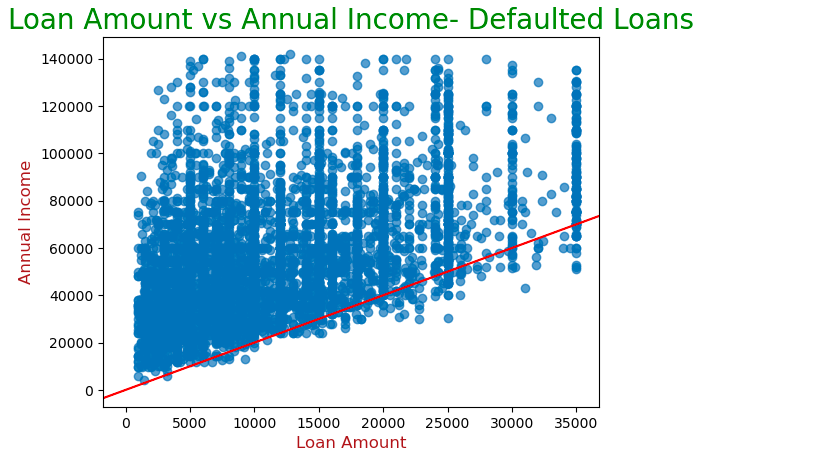 Loan Amount vs Annual Income- Defaulted Loans
140000
120000
100000
80000
60000
40000
20000
0
Annual Income
0 5000 10000 15000 20000 25000 30000 35000
Loan Amount